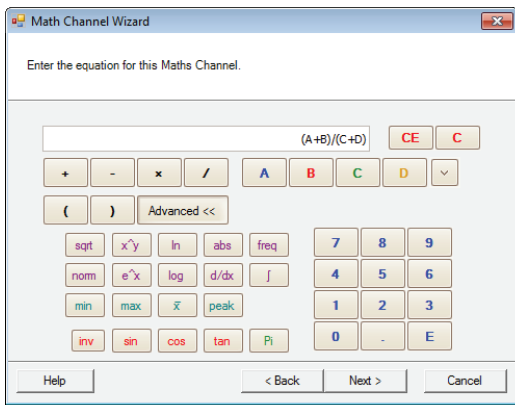 Math Channel Wizard
Enter the equation for this Maths Channel.
(A+B)/(C+D) CE C
+ - × / A B C D
( ) Advanced <<
sqrt x^y ln abs freq 7 8 9
norm e^x log d/dx ∫ 4 5 6
min max x̅ peak 1 2 3
inv sin cos tan Pi 0 . E
Help < Back Next > Cancel